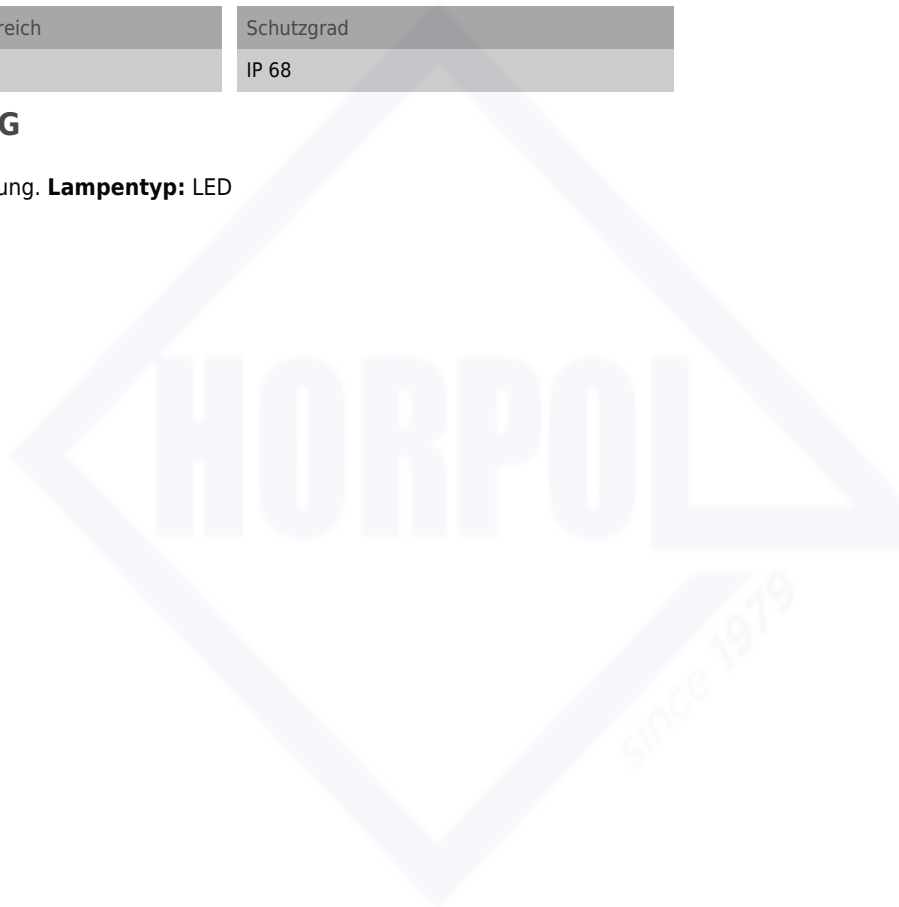 reich Schutzgrad
IP 68
G
ung. Lampentyp: LED
HORPOL
since 1979